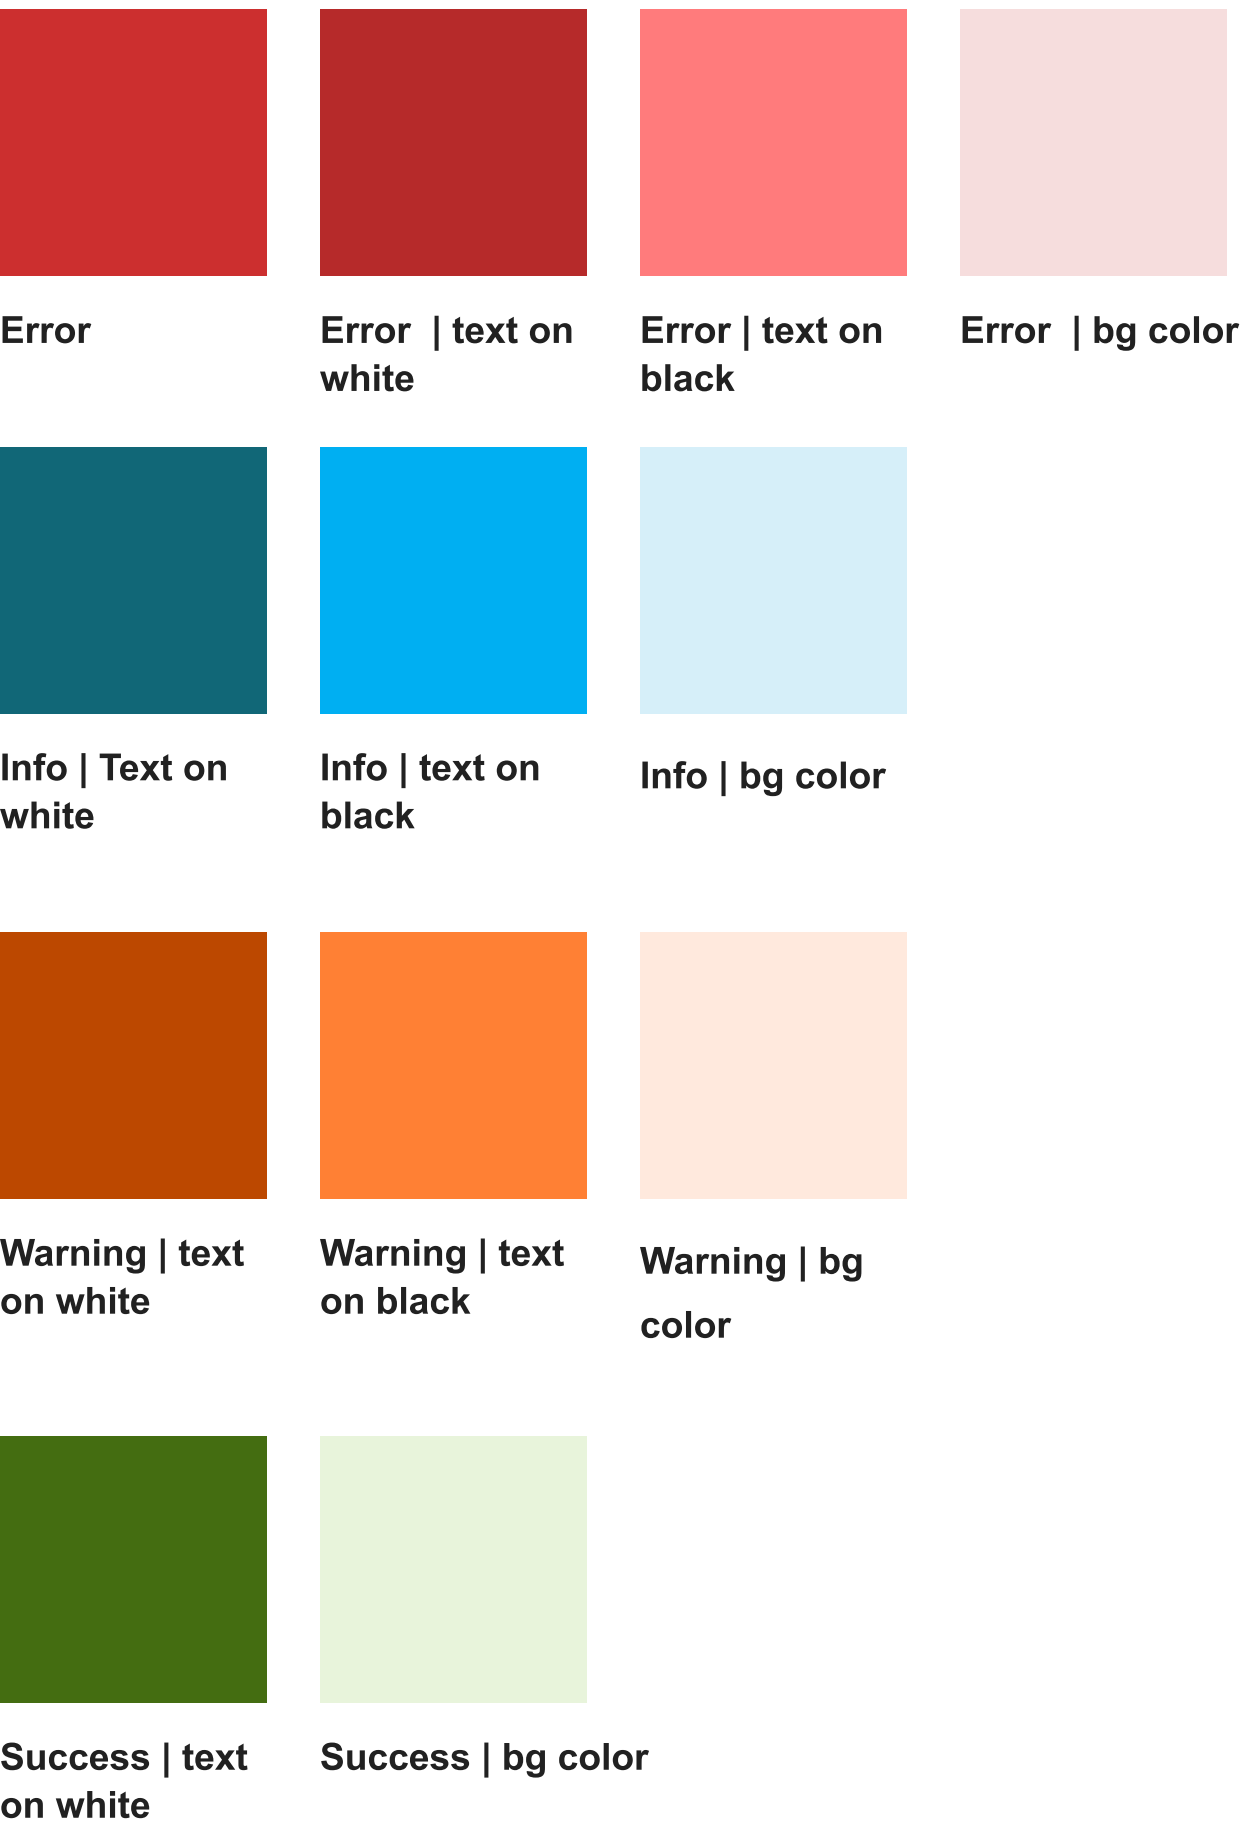 Error
Error  | text on
white
Error | text on
black
Error  | bg color
Info | Text on
white
Info | text on
black
Info | bg color
Warning | text
on white
Warning | text
on black
Warning | bg
color
Success | text
on white
Success | bg color